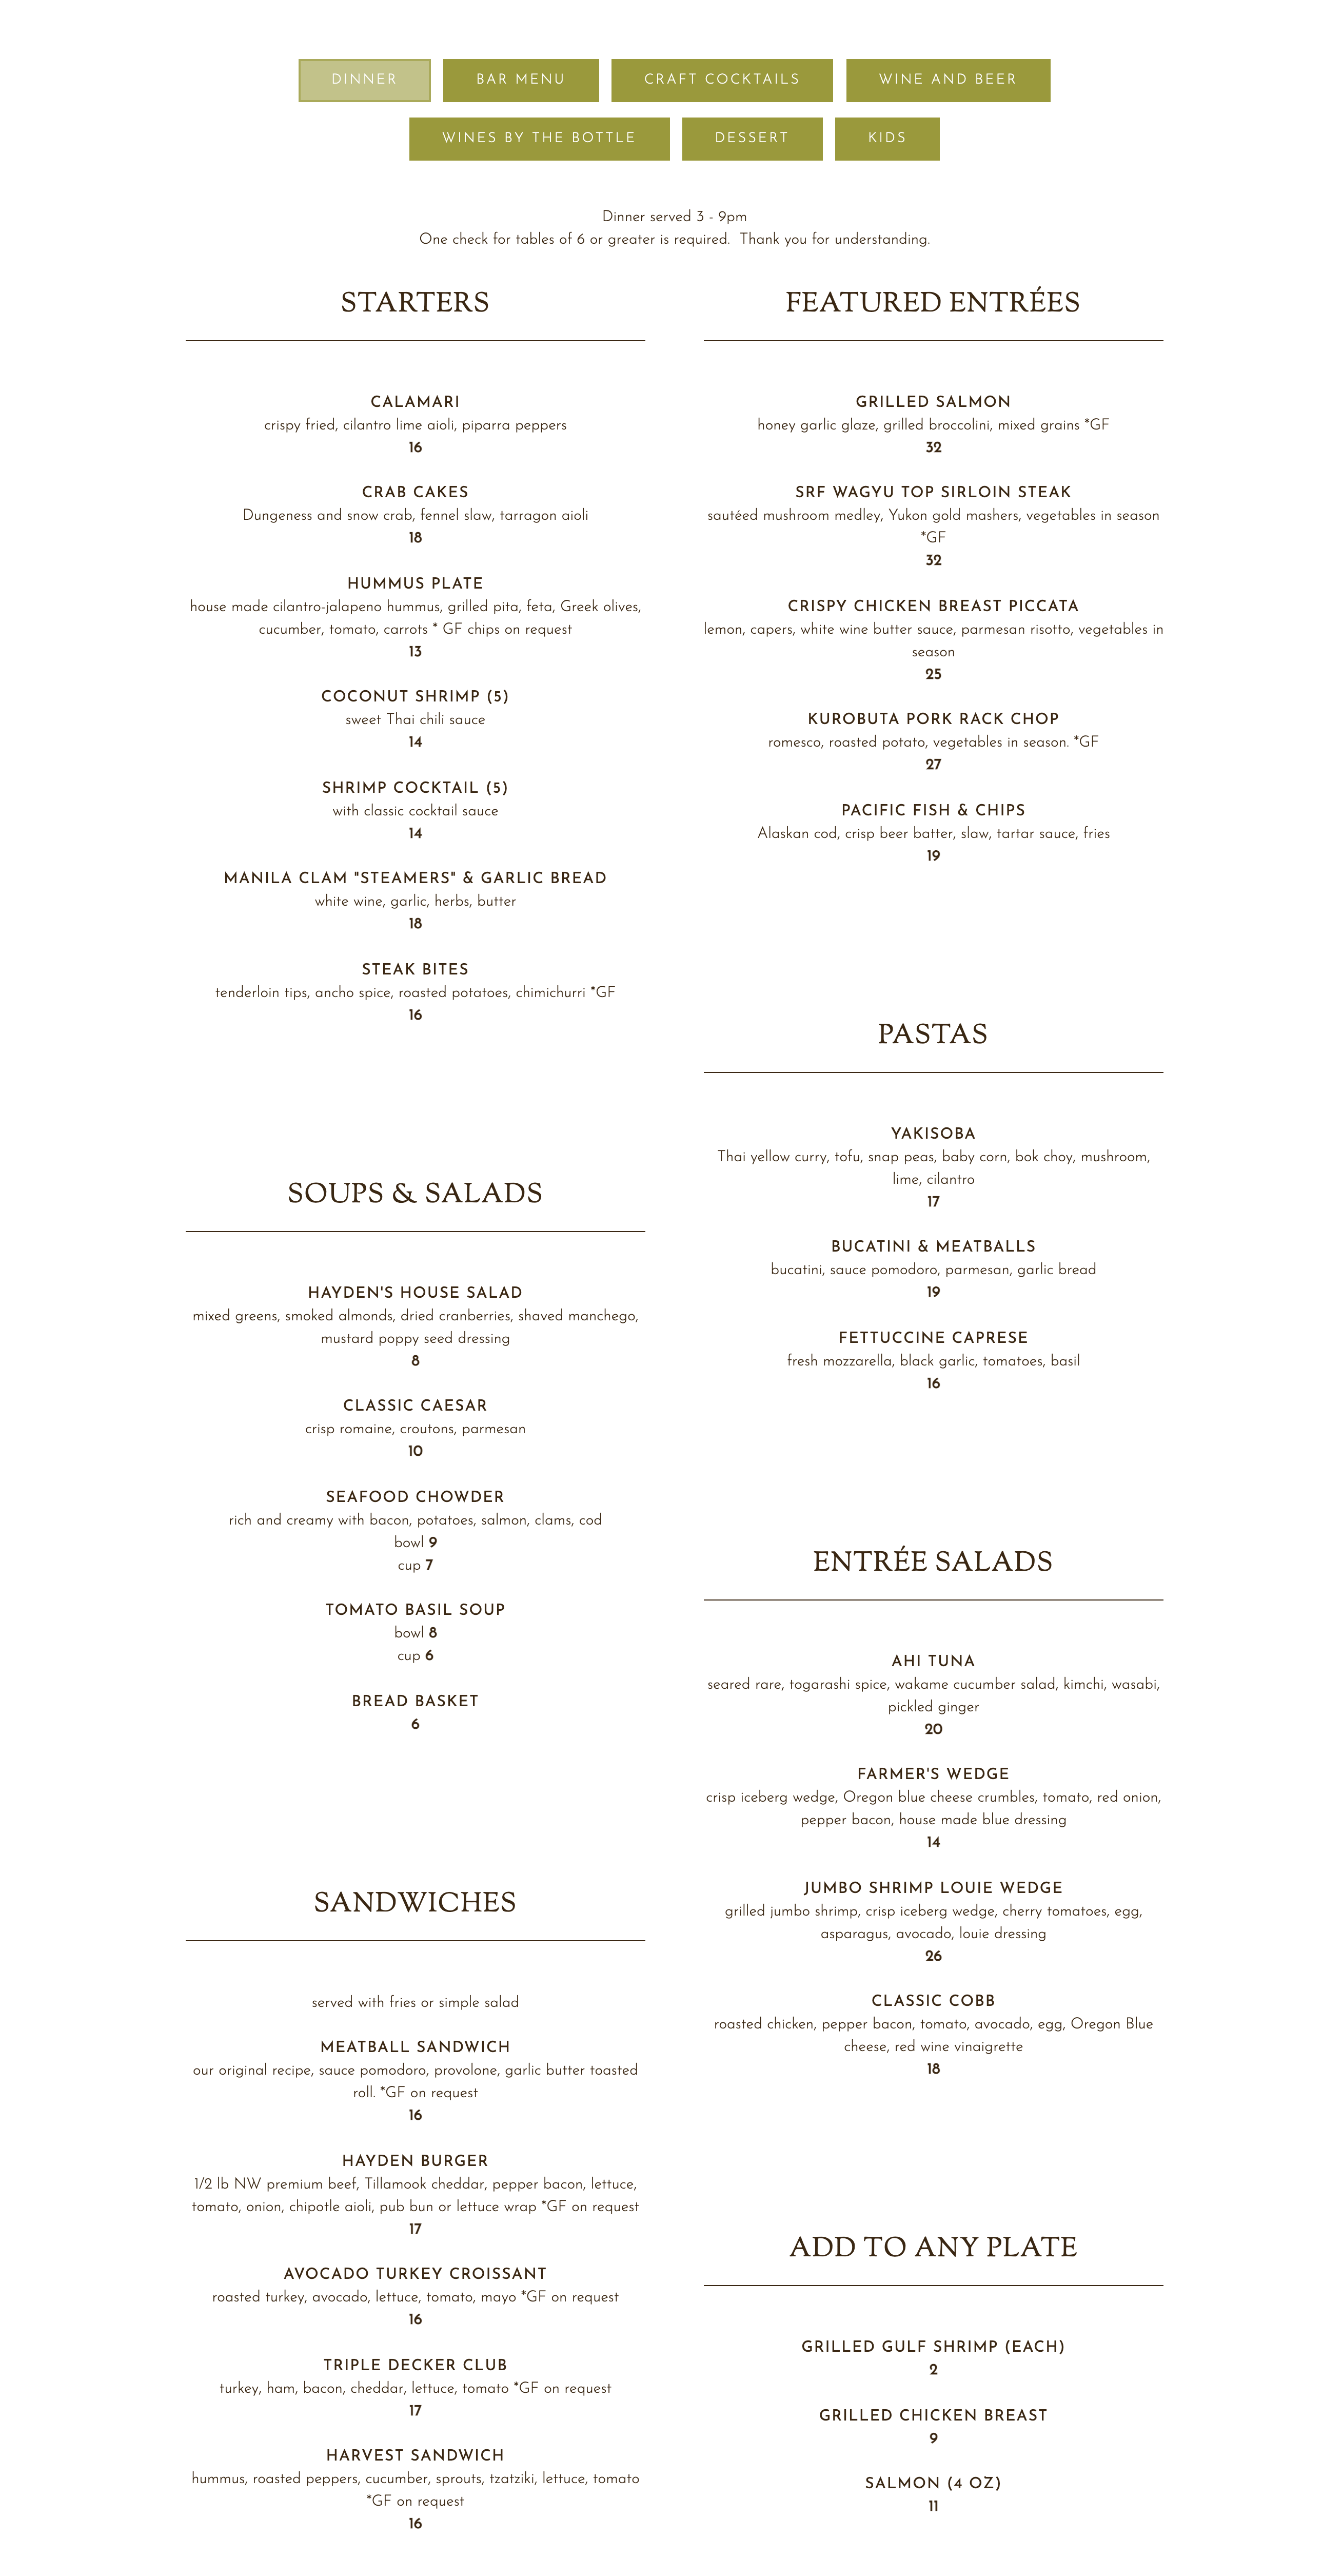 DINNER
BAR MENU
CRAFT COCKTAILS
WINE AND BEER
WINES BY THE BOTTLE
DESSERT
KIDS
Dinner served 3 - 9pm
One check for tables of 6 or greater is required.  Thank you for understanding.
STARTERS
CALAMARI
crispy fried, cilantro lime aioli, piparra peppers
16
CRAB CAKES
Dungeness and snow crab, fennel slaw, tarragon aioli
18
HUMMUS PLATE
house made cilantro-jalapeno hummus, grilled pita, feta, Greek olives,
cucumber, tomato, carrots * GF chips on request
13
COCONUT SHRIMP (5)
sweet Thai chili sauce
14
SHRIMP COCKTAIL (5)
with classic cocktail sauce
14
MANILA CLAM "STEAMERS" & GARLIC BREAD
white wine, garlic, herbs, butter
18
STEAK BITES
tenderloin tips, ancho spice, roasted potatoes, chimichurri *GF
16
SOUPS & SALADS
HAYDEN'S HOUSE SALAD
mixed greens, smoked almonds, dried cranberries, shaved manchego,
mustard poppy seed dressing
8
CLASSIC CAESAR
crisp romaine, croutons, parmesan
10
SEAFOOD CHOWDER
rich and creamy with bacon, potatoes, salmon, clams, cod
bowl 9
cup 7
TOMATO BASIL SOUP
bowl 8
cup 6
BREAD BASKET
6
SANDWICHES
served with fries or simple salad
MEATBALL SANDWICH
our original recipe, sauce pomodoro, provolone, garlic butter toasted
roll. *GF on request
16
HAYDEN BURGER
1/2 lb NW premium beef, Tillamook cheddar, pepper bacon, lettuce,
tomato, onion, chipotle aioli, pub bun or lettuce wrap *GF on request
17
AVOCADO TURKEY CROISSANT
roasted turkey, avocado, lettuce, tomato, mayo *GF on request
16
TRIPLE DECKER CLUB
turkey, ham, bacon, cheddar, lettuce, tomato *GF on request
17
HARVEST SANDWICH
hummus, roasted peppers, cucumber, sprouts, tzatziki, lettuce, tomato
*GF on request
16
FEATURED ENTRÉES
GRILLED SALMON
honey garlic glaze, grilled broccolini, mixed grains *GF
32
SRF WAGYU TOP SIRLOIN STEAK
sautéed mushroom medley, Yukon gold mashers, vegetables in season
*GF
32
CRISPY CHICKEN BREAST PICCATA
lemon, capers, white wine butter sauce, parmesan risotto, vegetables in
season
25
KUROBUTA PORK RACK CHOP
romesco, roasted potato, vegetables in season. *GF
27
PACIFIC FISH & CHIPS
Alaskan cod, crisp beer batter, slaw, tartar sauce, fries
19
PASTAS
YAKISOBA
Thai yellow curry, tofu, snap peas, baby corn, bok choy, mushroom,
lime, cilantro
17
BUCATINI & MEATBALLS
bucatini, sauce pomodoro, parmesan, garlic bread
19
FETTUCCINE CAPRESE
fresh mozzarella, black garlic, tomatoes, basil
16
ENTRÉE SALADS
AHI TUNA
seared rare, togarashi spice, wakame cucumber salad, kimchi, wasabi,
pickled ginger
20
FARMER'S WEDGE
crisp iceberg wedge, Oregon blue cheese crumbles, tomato, red onion,
pepper bacon, house made blue dressing
14
JUMBO SHRIMP LOUIE WEDGE
grilled jumbo shrimp, crisp iceberg wedge, cherry tomatoes, egg,
asparagus, avocado, louie dressing
26
CLASSIC COBB
roasted chicken, pepper bacon, tomato, avocado, egg, Oregon Blue
cheese, red wine vinaigrette
18
ADD TO ANY PLATE
GRILLED GULF SHRIMP (EACH)
2
GRILLED CHICKEN BREAST
9
SALMON (4 OZ)
11